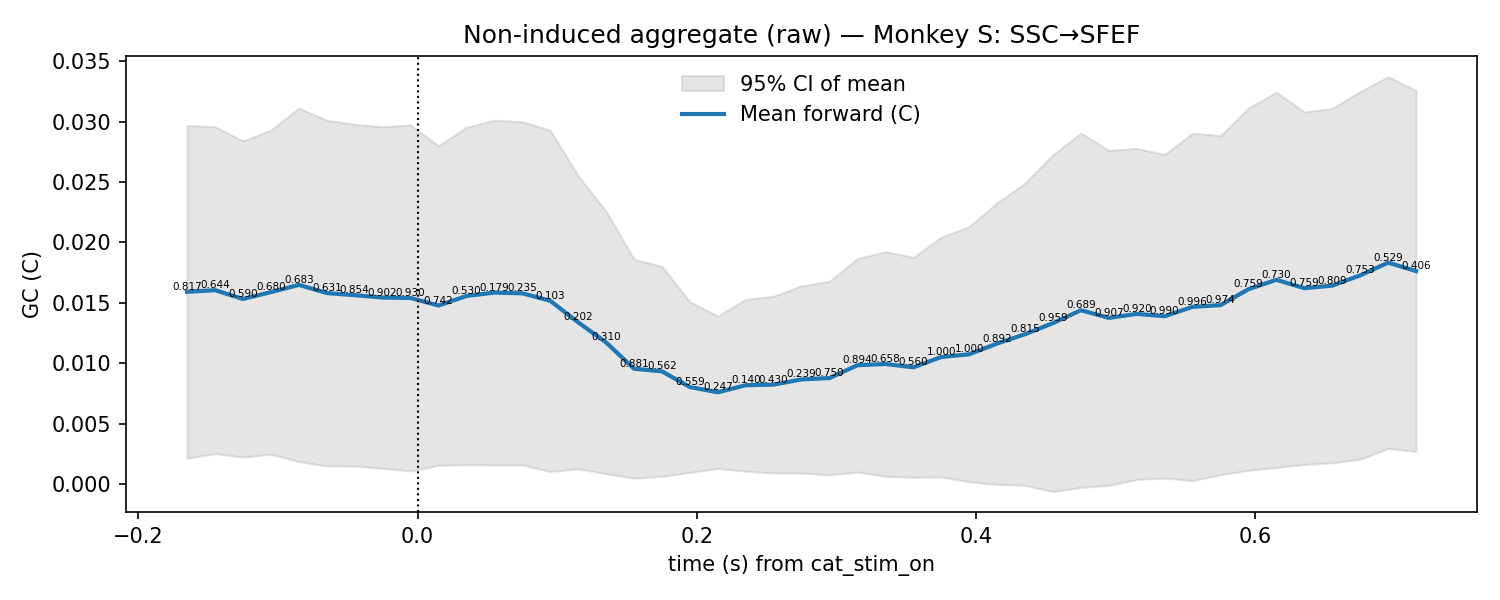 Non-induced aggregate (raw) — Monkey S: SSC→SFEF
95% CI of mean
Mean forward (C)
GC (C)
0.035
0.030
0.025
0.020
0.015
0.010
0.005
0.000
0.817 0.644 0.590 0.680 0.683 0.631 0.854 0.902 0.930 0.742 0.530 0.179 0.235 0.103 0.202 0.310 0.881 0.562 0.559 0.247 0.140 0.430 0.239 0.750 0.894 0.658 0.560 1.000 1.000 0.892 0.815 0.959 0.689 0.907 0.920 0.990 0.996 0.974 0.759 0.730 0.759 0.809 0.753 0.529 0.406
−0.2 0.0 0.2 0.4 0.6
time (s) from cat_stim_on